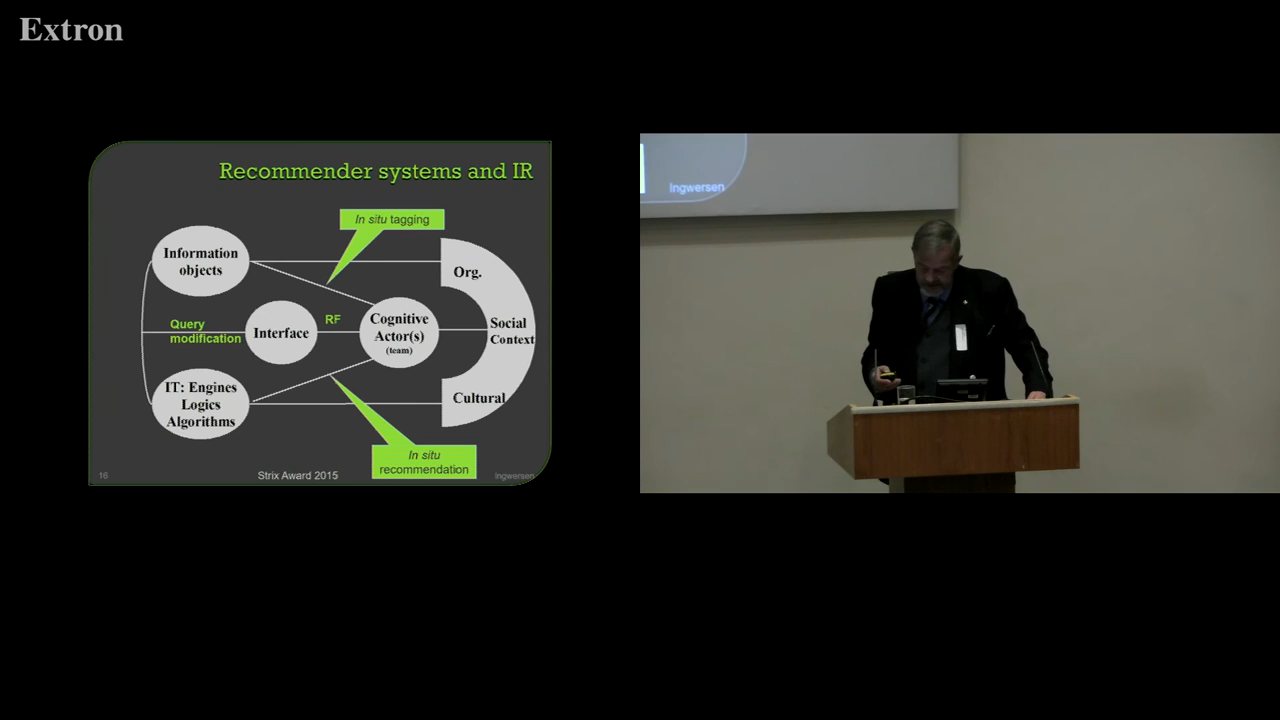 Extron
Recommender systems and IR
In situ tagging
Information
objects
Org.
Query
modification
Interface
RF
Cognitive
Actor(s)
(team)
Social
Context
IT: Engines
Logics
Algorithms
Cultural
In situ
recommendation
16
Strix Award 2015
Ingwersen
Ingwersen